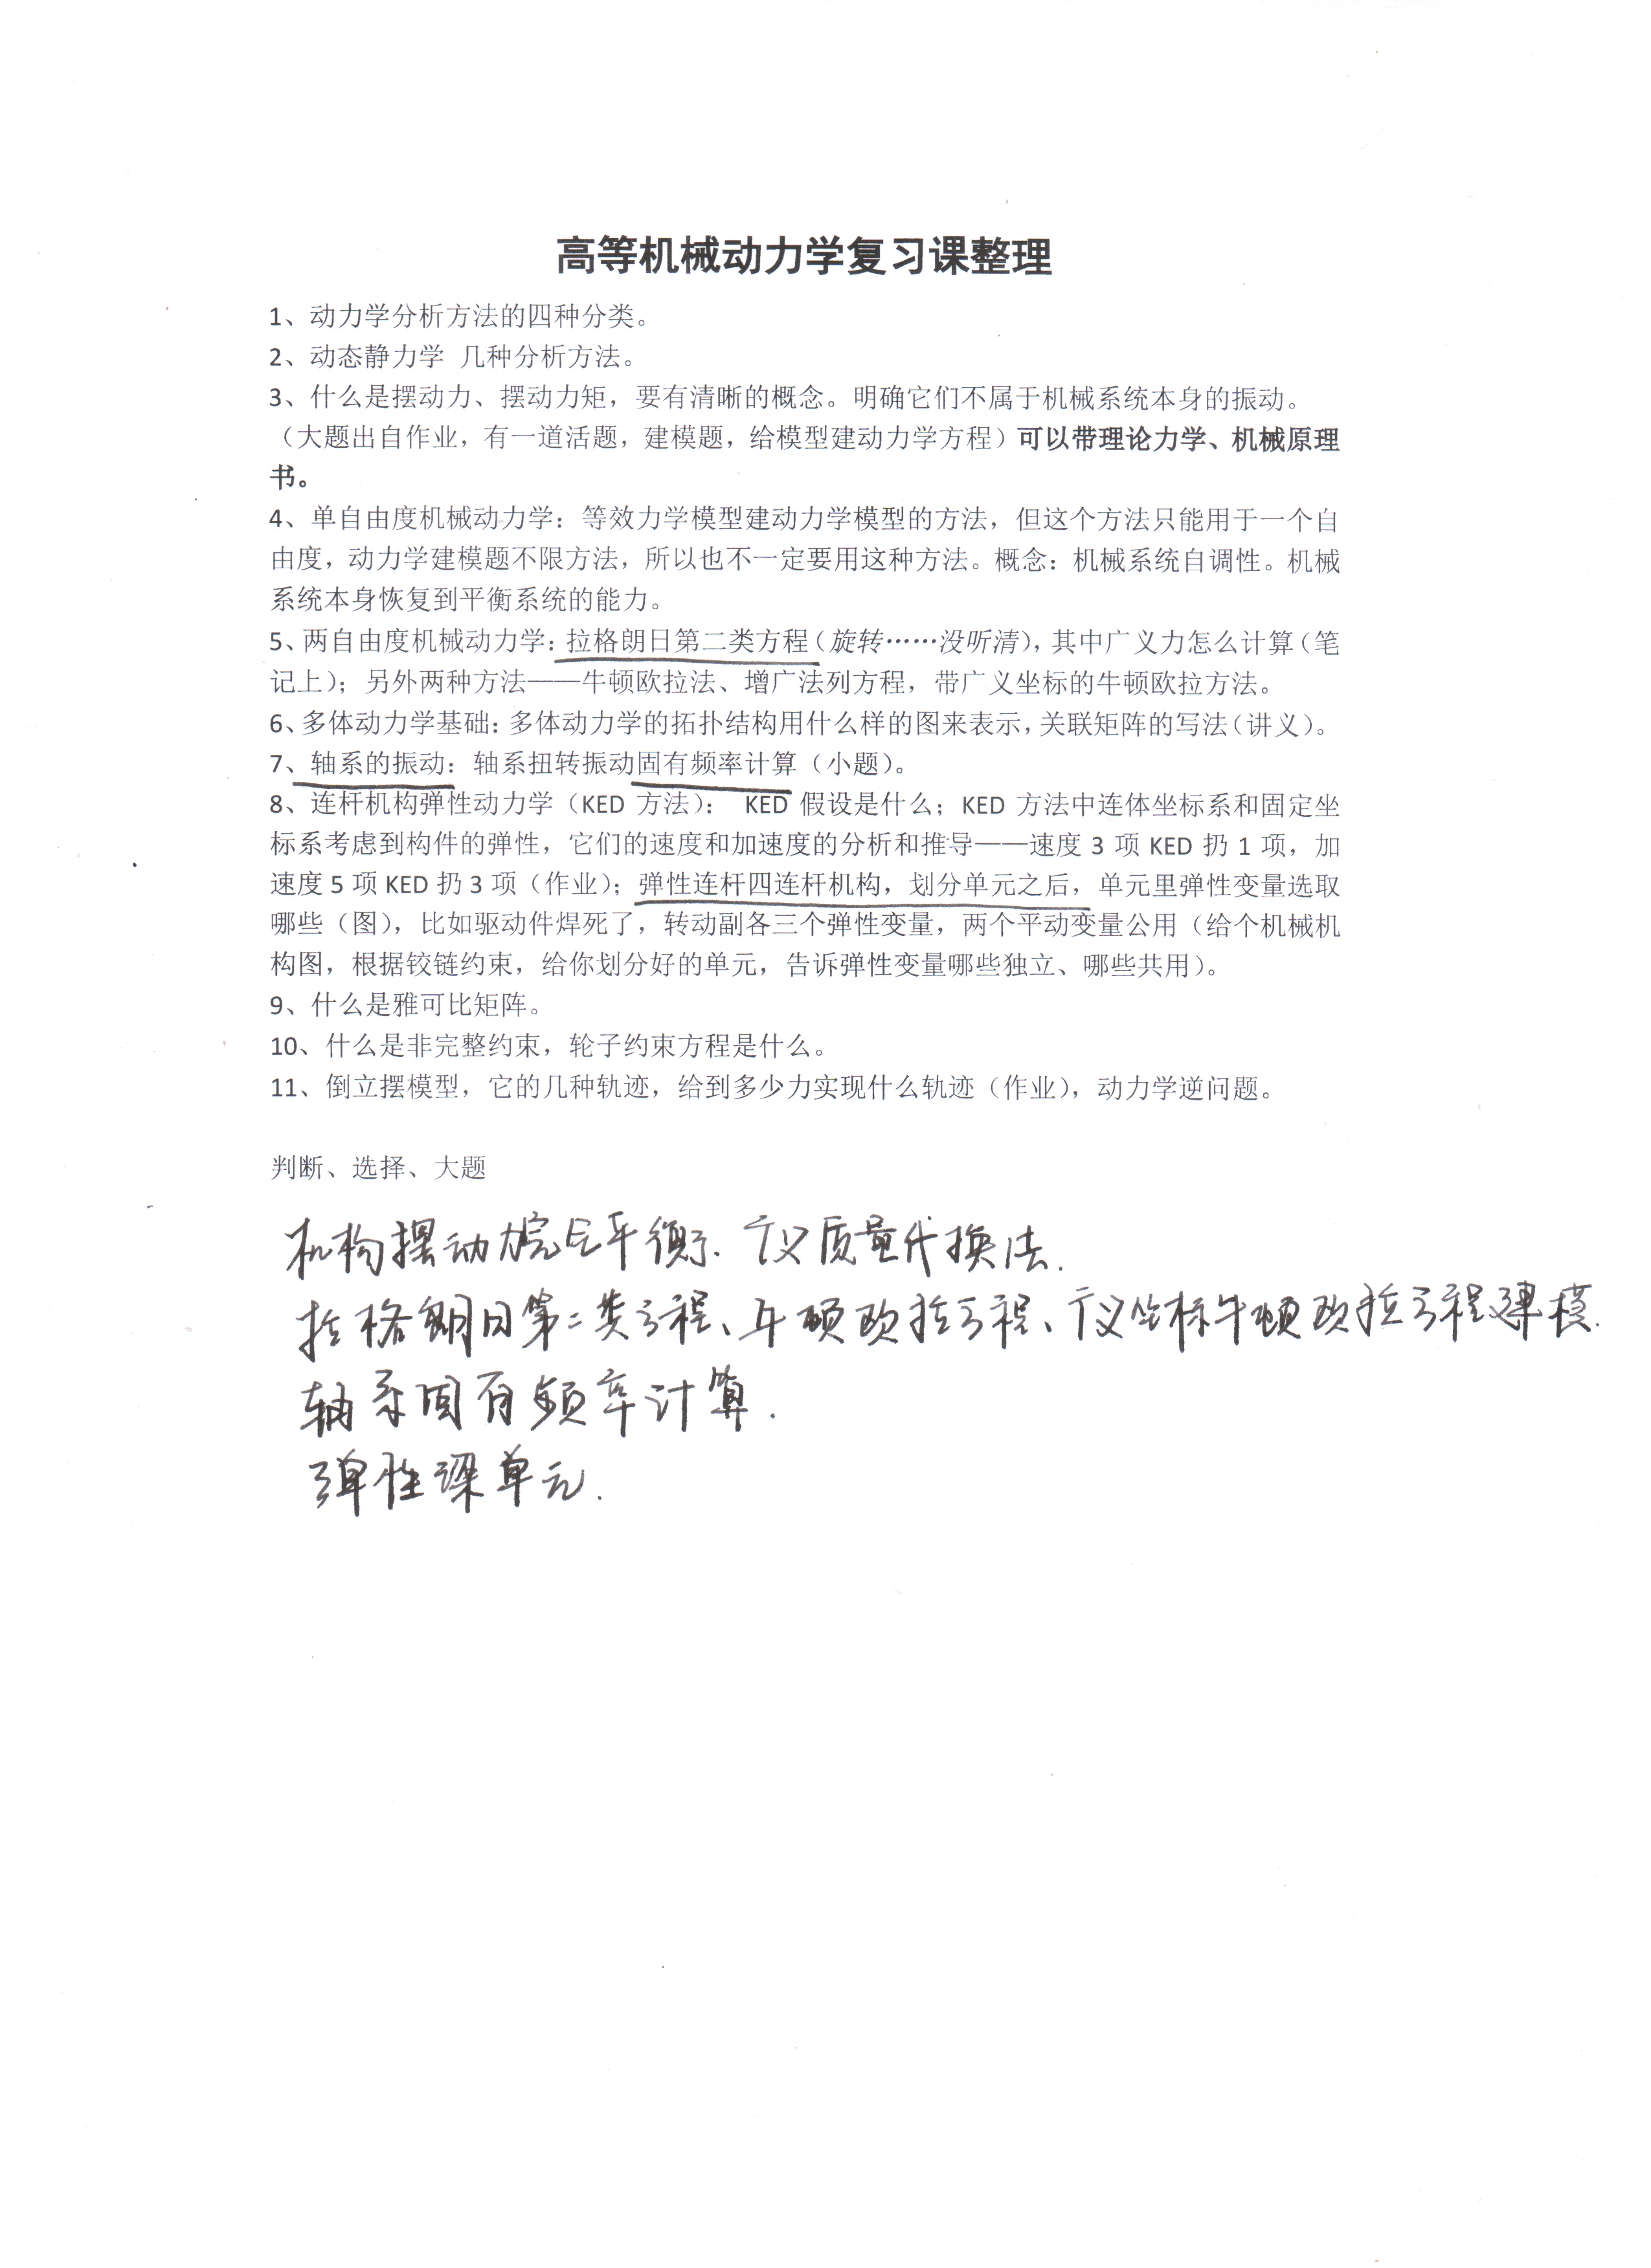 高等机械动力学复习课整理
1、动力学分析方法的四种分类。
2、动态静力学 几种分析方法。
3、什么是摆动力、摆动力矩，要有清晰的概念。明确它们不属于机械系统本身的振动。
（大题出自作业，有一道活题，建模题，给模型建动力学方程）可以带理论力学、机械原理
书。
4、单自由度机械动力学：等效力学模型建动力学模型的方法，但这个方法只能用于一个自
由度，动力学建模题不限方法，所以也不一定要用这种方法。概念：机械系统自调性。机械
系统本身恢复到平衡系统的能力。
5、两自由度机械动力学：拉格朗日第二类方程（旋转……没听清），其中广义力怎么计算（笔
记上）；另外两种方法——牛顿欧拉法、增广法列方程，带广义坐标的牛顿欧拉方法。
6、多体动力学基础：多体动力学的拓扑结构用什么样的图来表示，关联矩阵的写法（讲义）。
7、轴系的振动：轴系扭转振动固有频率计算（小题）。
8、连杆机构弹性动力学（KED 方法）： KED 假设是什么；KED 方法中连体坐标系和固定坐
标系考虑到构件的弹性，它们的速度和加速度的分析和推导——速度 3 项 KED 扔 1 项，加
速度 5 项 KED 扔 3 项（作业）；弹性连杆四连杆机构，划分单元之后，单元里弹性变量选取
哪些（图），比如驱动件焊死了，转动副各三个弹性变量，两个平动变量公用（给个机械机
构图，根据铰链约束，给你划分好的单元，告诉弹性变量哪些独立、哪些共用）。
9、什么是雅可比矩阵。
10、什么是非完整约束，轮子约束方程是什么。
11、倒立摆模型，它的几种轨迹，给到多少力实现什么轨迹（作业），动力学逆问题。
判断、选择、大题
机构摆动力完全平衡. 广义质量代换法.
拉格朗日第二类方程、牛顿欧拉方程、广义坐标牛顿欧拉方程建模.
轴系固有频率计算.
弹性梁单元.